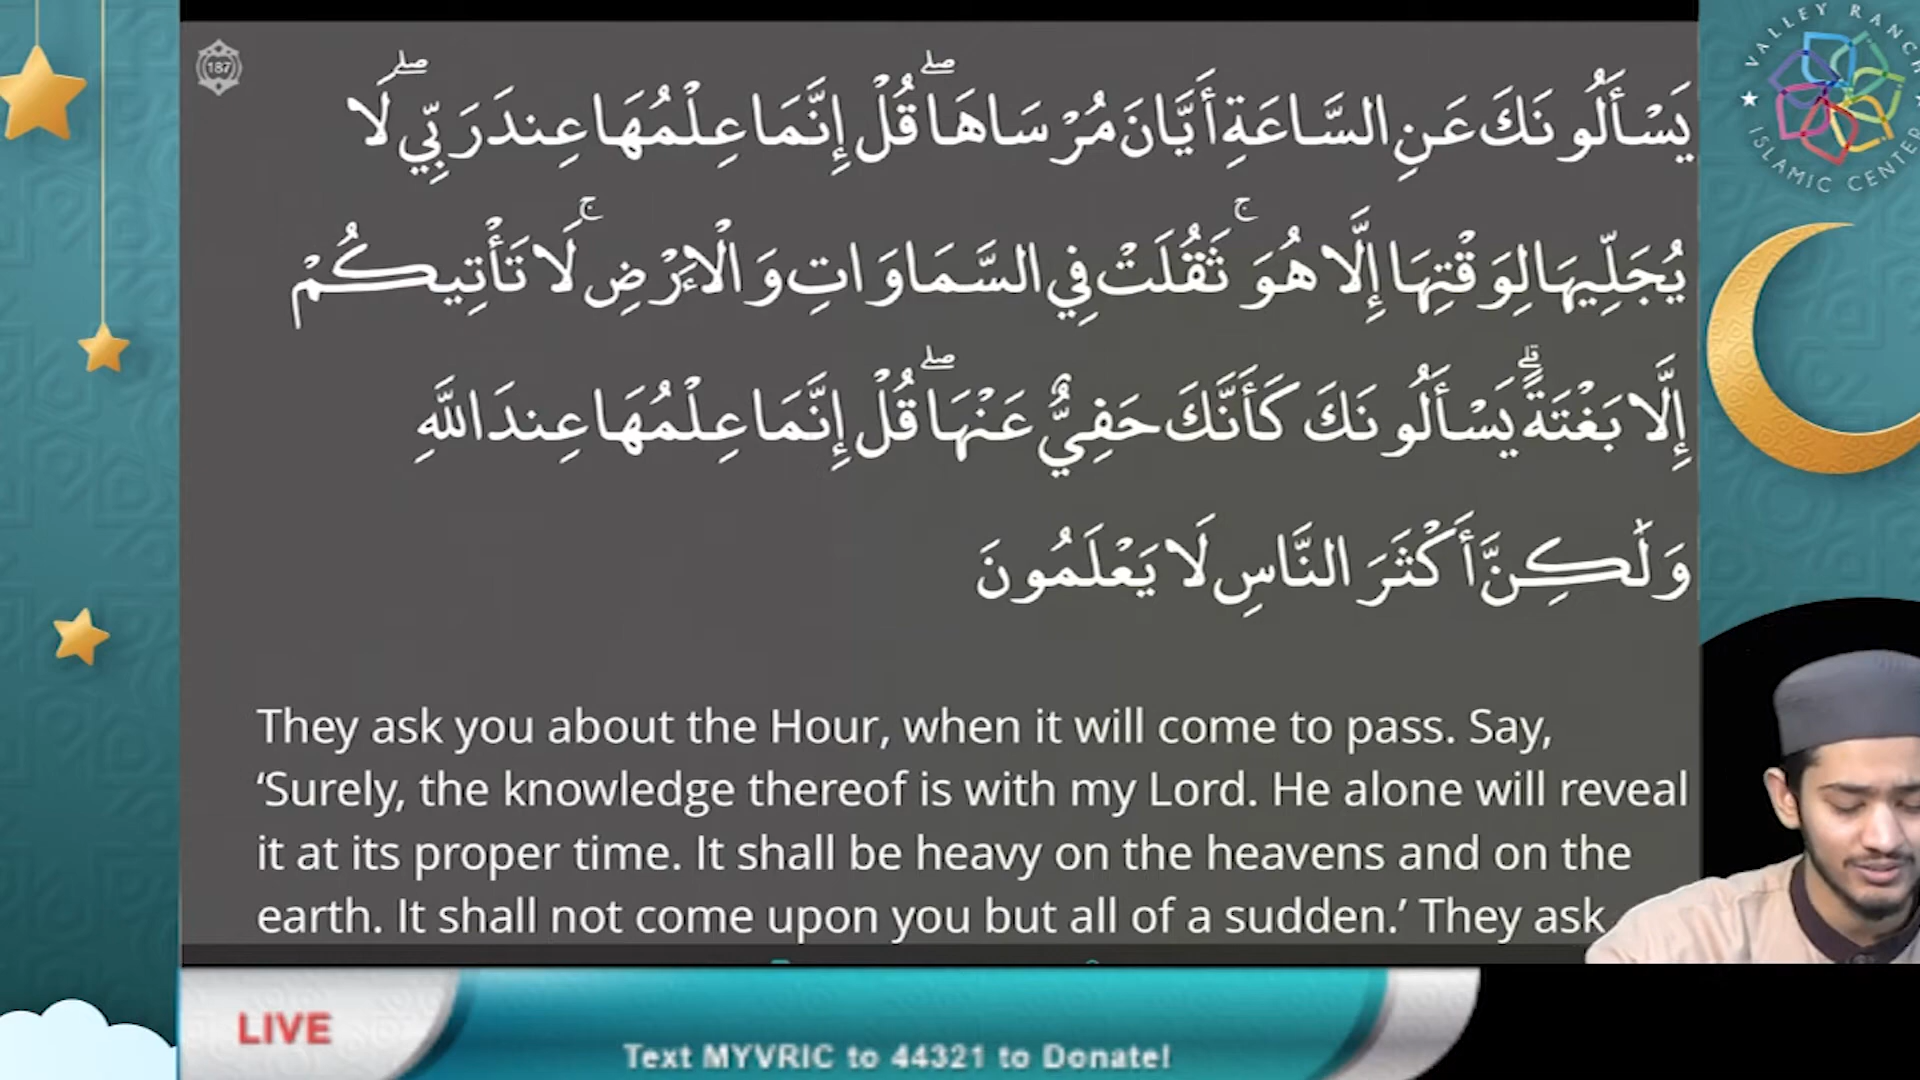 187
يَسْأَلُونَكَ عَنِ السَّاعَةِ أَيَّانَ مُرْسَاهَا ۖ قُلْ إِنَّمَا عِلْمُهَا عِندَ رَبِّي ۖ لَا
يُجَلِّيهَا لِوَقْتِهَا إِلَّا هُوَ ۚ ثَقُلَتْ فِي السَّمَاوَاتِ وَالْأَرْضِ ۚ لَا تَأْتِيكُمْ
إِلَّا بَغْتَةً ۗ يَسْأَلُونَكَ كَأَنَّكَ حَفِيٌّ عَنْهَا ۖ قُلْ إِنَّمَا عِلْمُهَا عِندَ اللَّهِ
وَلَٰكِنَّ أَكْثَرَ النَّاسِ لَا يَعْلَمُونَ
They ask you about the Hour, when it will come to pass. Say,
‘Surely, the knowledge thereof is with my Lord. He alone will reveal
it at its proper time. It shall be heavy on the heavens and on the
earth. It shall not come upon you but all of a sudden.’ They ask
VALLEY RANCH
ISLAMIC CENTER
LIVE
Text MYVRIC to 44321 to Donate!